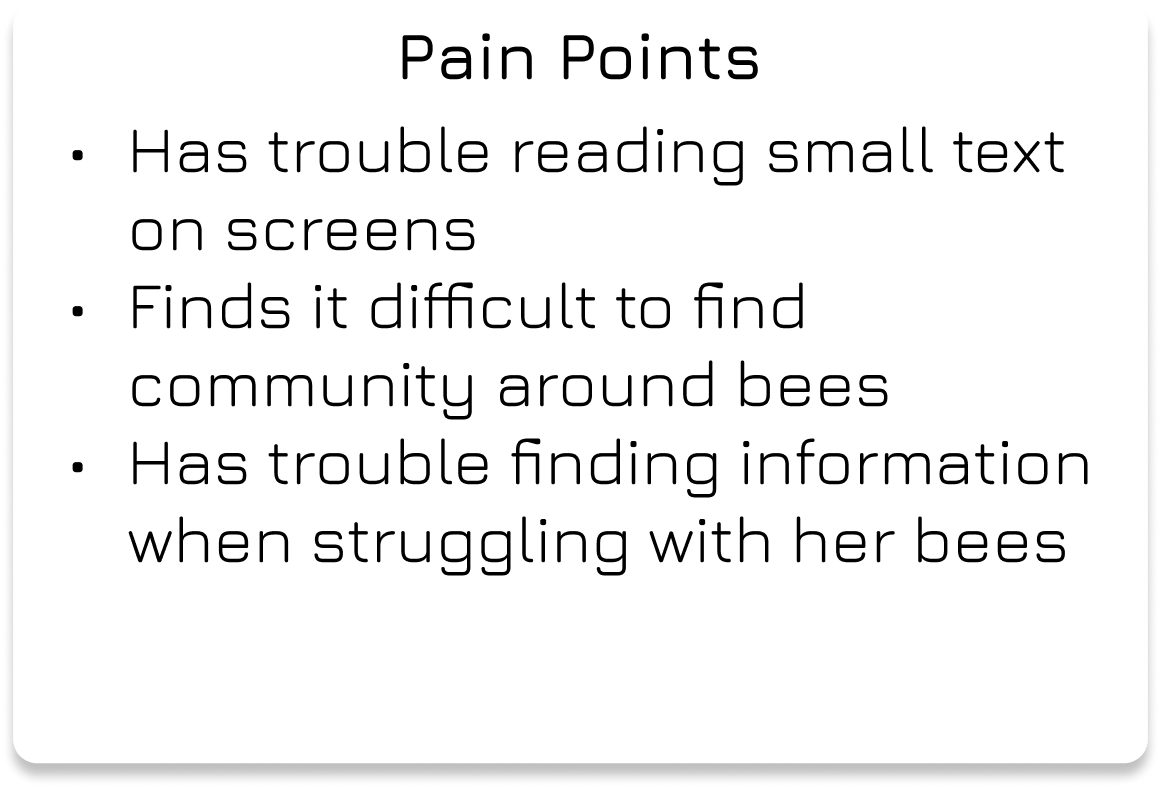 Pain Points
• Has trouble reading small text
on screens
• Finds it difficult to find
community around bees
• Has trouble finding information
when struggling with her bees